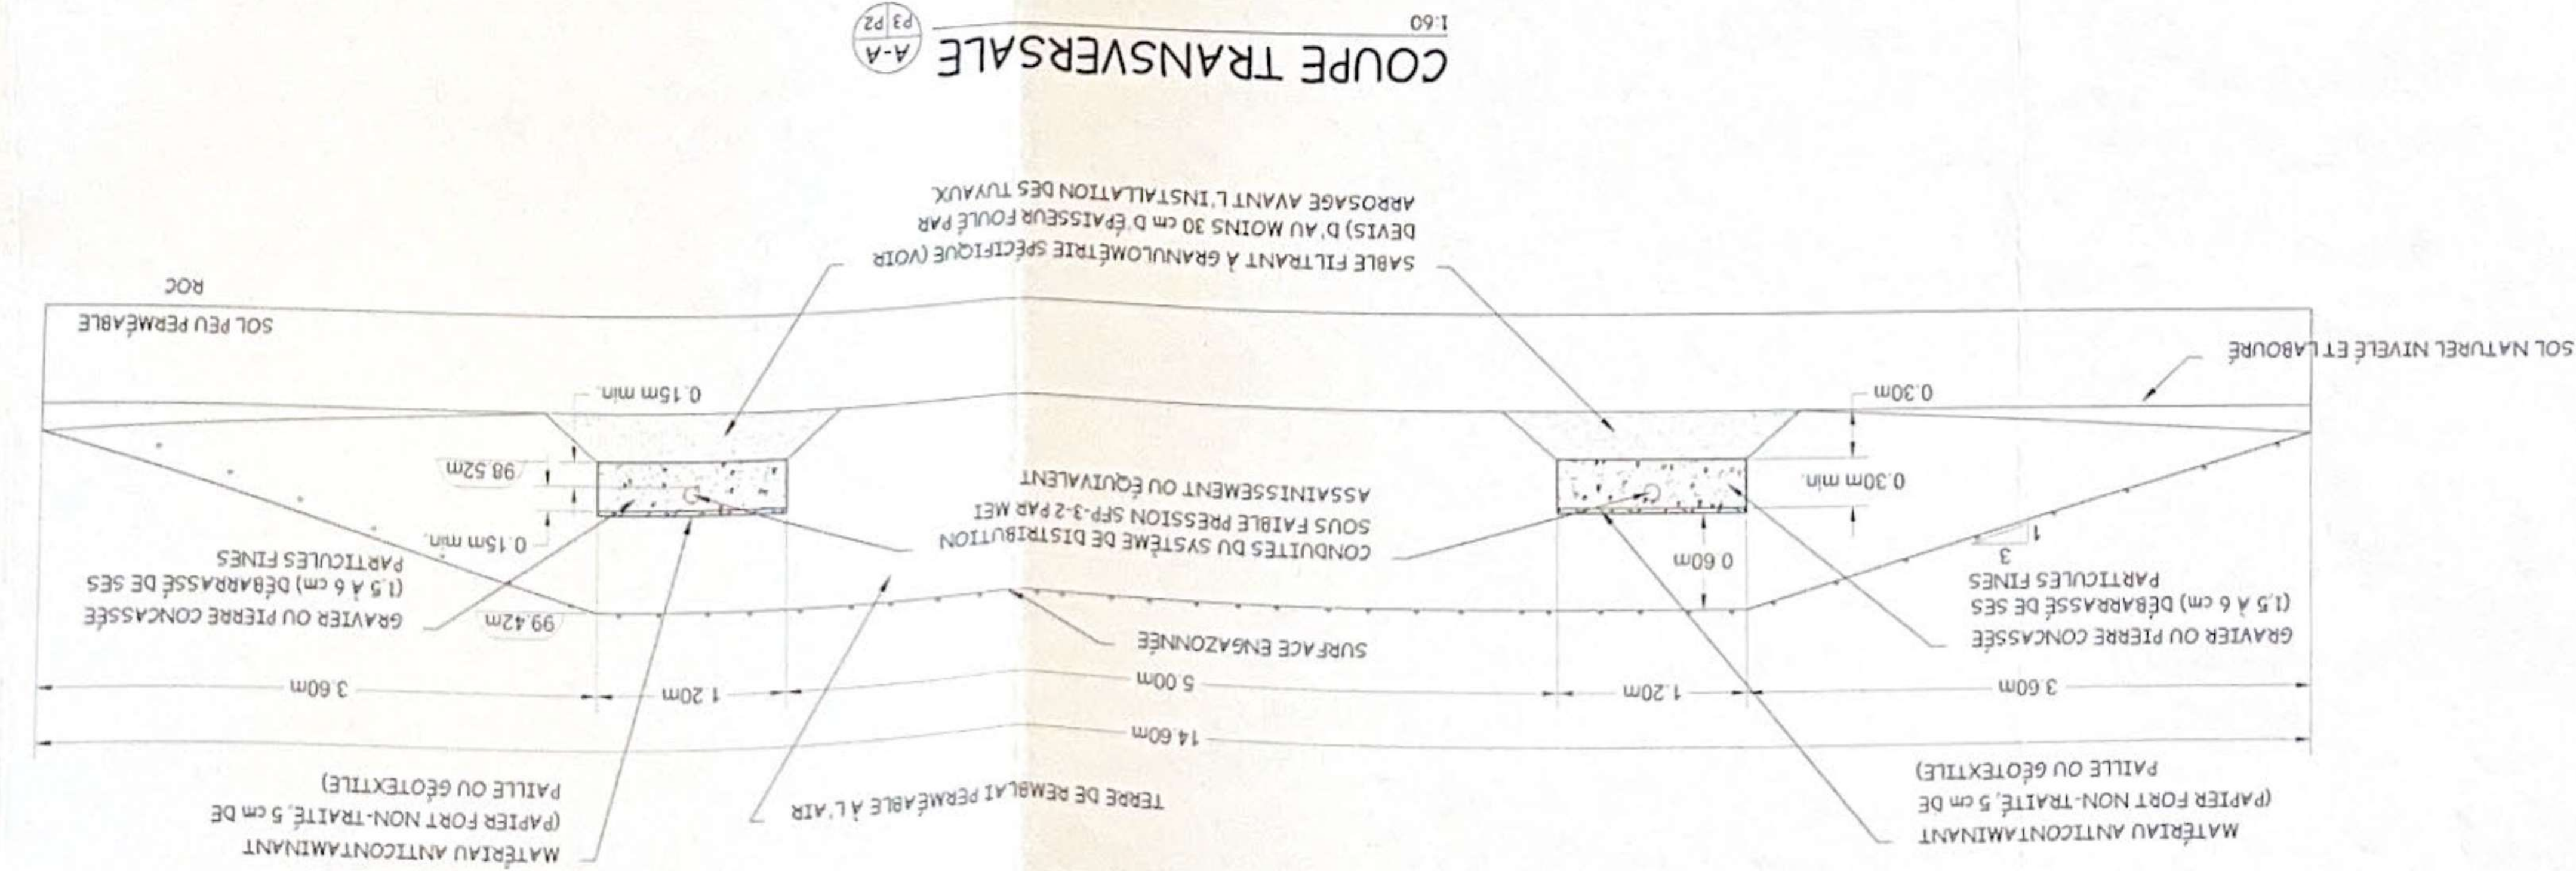 MATÉRIAU ANTICONTAMINANT
(PAPIER FORT NON-TRAITÉ, 5 cm DE
PAILLE OU GÉOTEXTILE)
TERRE DE REMBLAI PERMÉABLE À L'AIR
MATÉRIAU ANTICONTAMINANT
(PAPIER FORT NON-TRAITÉ, 5 cm DE
PAILLE OU GÉOTEXTILE)
14.60m
3.60m
1.20m
5.00m
1.20m
3.60m
GRAVIER OU PIERRE CONCASSÉE
(1,5 À 6 cm) DÉBARRASSÉ DE SES
PARTICULES FINES
SURFACE ENGAZONNÉE
99.42m
GRAVIER OU PIERRE CONCASSÉE
(1,5 À 6 cm) DÉBARRASSÉ DE SES
PARTICULES FINES
3
1
0.60m
CONDUITES DU SYSTÈME DE DISTRIBUTION
SOUS FAIBLE PRESSION SFP-3-2 PAR MEI
ASSAINISSEMENT OU ÉQUIVALENT
0.15m min.
0.30m min.
98.52m
0.30m
0.15m min.
SOL NATUREL NIVELÉ ET LABOURÉ
SOL PEU PERMÉABLE
ROC
SABLE FILTRANT À GRANULOMÉTRIE SPÉCIFIQUE (VOIR
DEVIS) D'AU MOINS 30 cm D'ÉPAISSEUR FOULÉ PAR
ARROSAGE AVANT L'INSTALLATION DES TUYAUX.
COUPE TRANSVERSALE
A-A
P3 P2
1:60